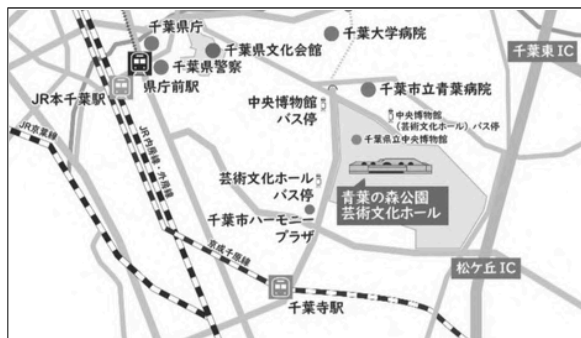 千葉県庁
千葉県文化会館
千葉大学病院
千葉東IC
千葉県警察
県庁前駅
JR本千葉駅
千葉市立青葉病院
中央博物館
バス停
中央博物館
(芸術文化ホール)バス停
千葉県立中央博物館
JR京葉線
JR内房線・外房線
芸術文化ホール
バス停
青葉の森公園
芸術文化ホール
千葉市ハーモニー
プラザ
京成千原線
松ケ丘IC
千葉寺駅